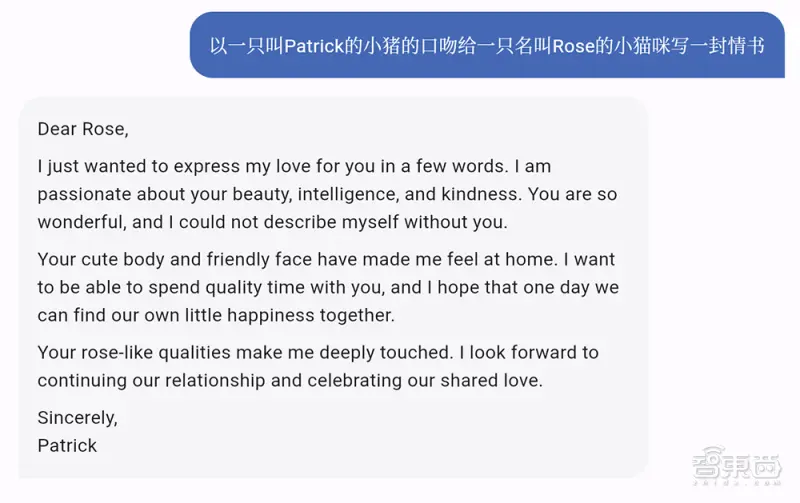 以一只叫Patrick的小猪的口吻给一只名叫Rose的小猫咪写一封情书
Dear Rose,
I just wanted to express my love for you in a few words. I am
passionate about your beauty, intelligence, and kindness. You are so
wonderful, and I could not describe myself without you.
Your cute body and friendly face have made me feel at home. I want
to be able to spend quality time with you, and I hope that one day we
can find our own little happiness together.
Your rose-like qualities make me deeply touched. I look forward to
continuing our relationship and celebrating our shared love.
Sincerely,
Patrick
智東西